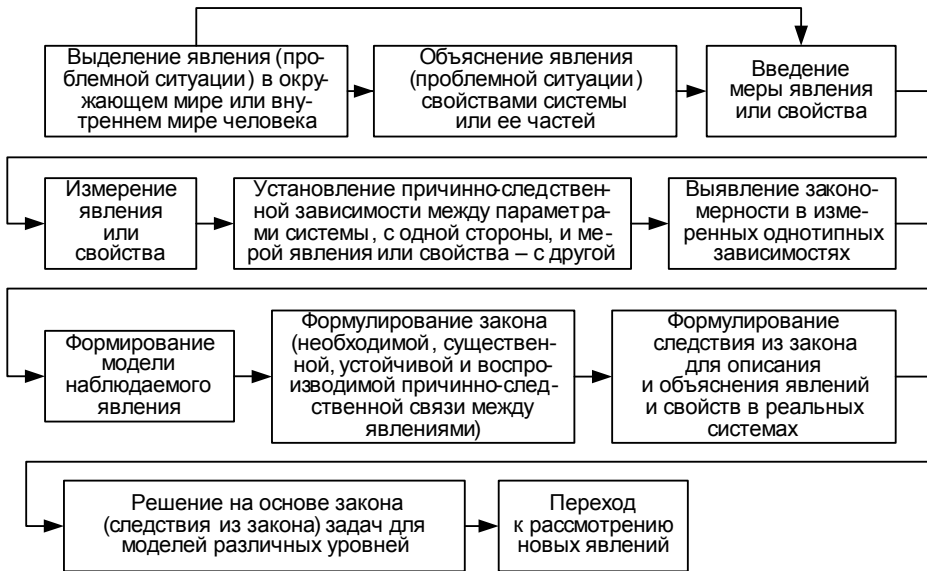 Выделение явления (про-
блемной ситуации) в окру-
жающем мире или вну-
треннем мире человека
Объяснение явления
(проблемной ситуации)
свойствами системы
или ее частей
Введение
меры явления
или свойства
Измерение
явления
или
свойства
Установление причинно-следствен-
ной зависимости между параметра-
ми системы, с одной стороны, и ме-
рой явления или свойства – с другой
Выявление законо-
мерности в изме-
ренных однотипных
зависимостях
Формирование
модели
наблюдаемого
явления
Формулирование закона
(необходимой, существен-
ной, устойчивой и воспро-
изводимой причинно-сле-
дственной связи между
явлениями)
Формулирование
следствия из закона
для описания
и объяснения явлений
и свойств в реальных
системах
Решение на основе закона
(следствия из закона) задач для
моделей различных уровней
Переход
к рассмотрению
новых явлений